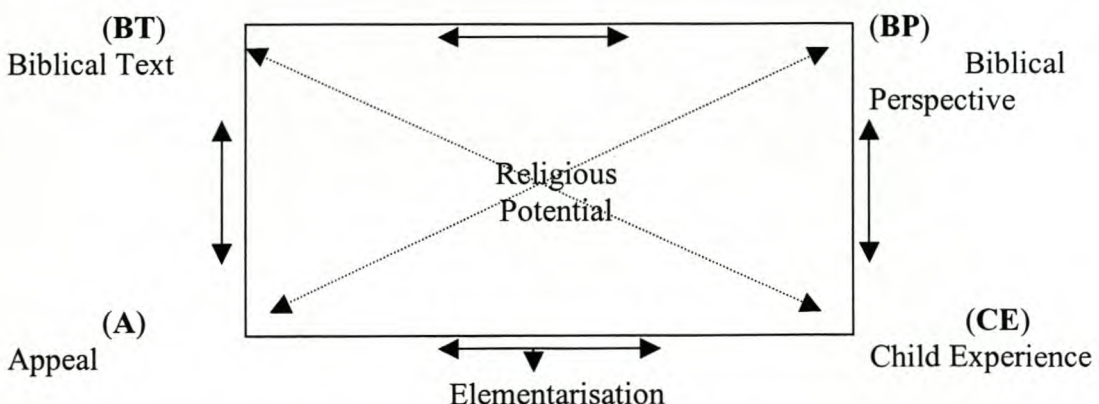 (BT)
Biblical Text
(BP)
Biblical
Perspective
Religious
Potential
(A)
Appeal
(CE)
Child Experience
Elementarisation